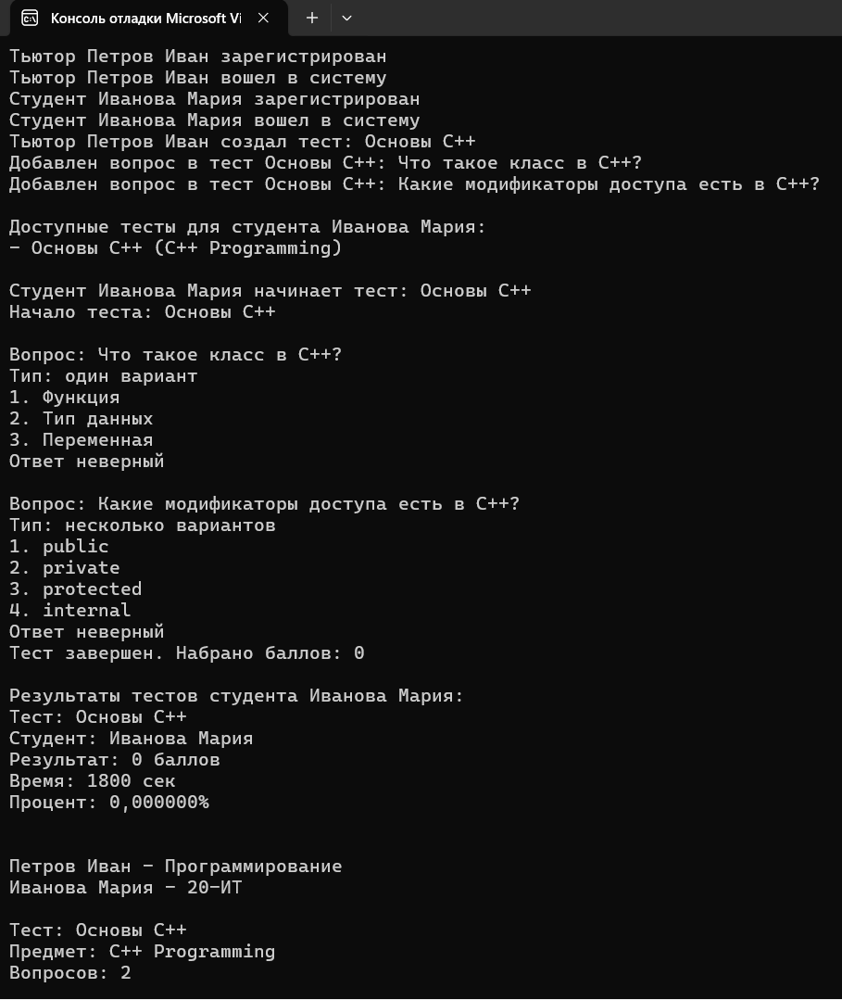 Консоль отладки Microsoft Vi
Тьютор Петров Иван зарегистрирован
Тьютор Петров Иван вошел в систему
Студент Иванова Мария зарегистрирован
Студент Иванова Мария вошел в систему
Тьютор Петров Иван создал тест: Основы C++
Добавлен вопрос в тест Основы C++: Что такое класс в C++?
Добавлен вопрос в тест Основы C++: Какие модификаторы доступа есть в C++?
Доступные тесты для студента Иванова Мария:
- Основы C++ (C++ Programming)
Студент Иванова Мария начинает тест: Основы C++
Начало теста: Основы C++
Вопрос: Что такое класс в C++?
Тип: один вариант
1. Функция
2. Тип данных
3. Переменная
Ответ неверный
Вопрос: Какие модификаторы доступа есть в C++?
Тип: несколько вариантов
1. public
2. private
3. protected
4. internal
Ответ неверный
Тест завершен. Набрано баллов: 0
Результаты тестов студента Иванова Мария:
Тест: Основы C++
Студент: Иванова Мария
Результат: 0 баллов
Время: 1800 сек
Процент: 0,000000%
Петров Иван - Программирование
Иванова Мария - 20-ИТ
Тест: Основы C++
Предмет: C++ Programming
Вопросов: 2